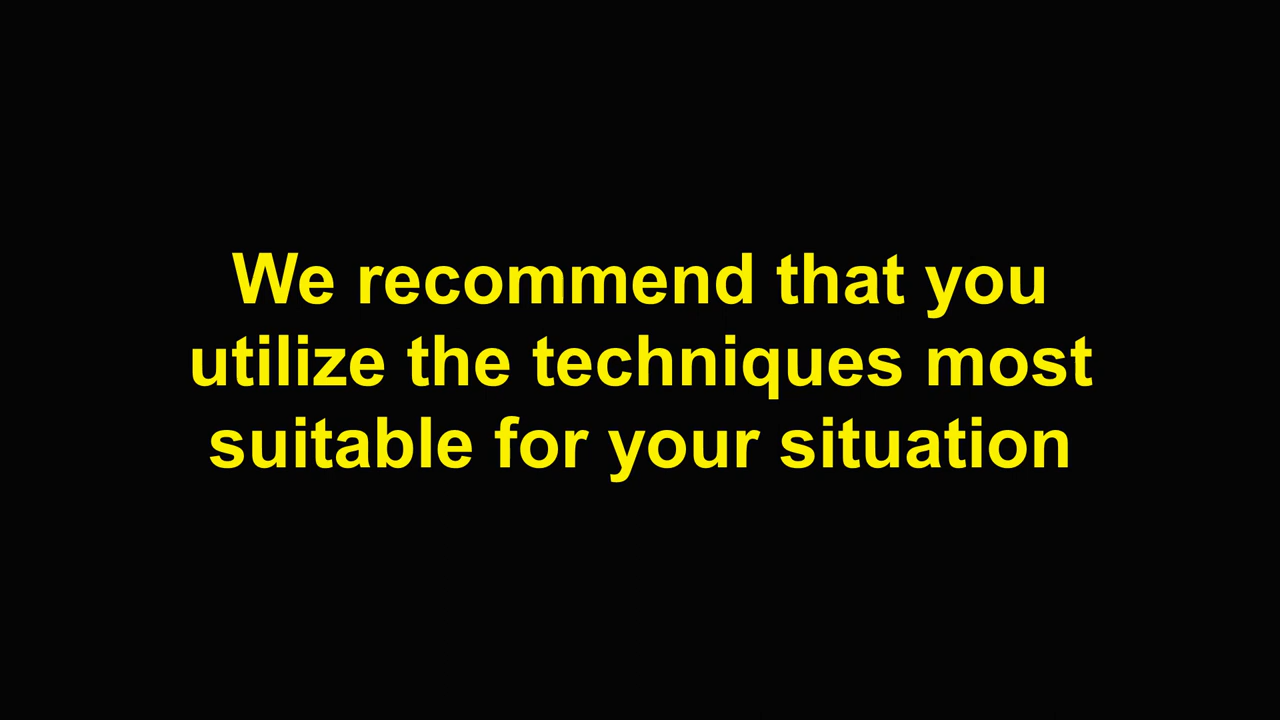 We recommend that you
utilize the techniques most
suitable for your situation